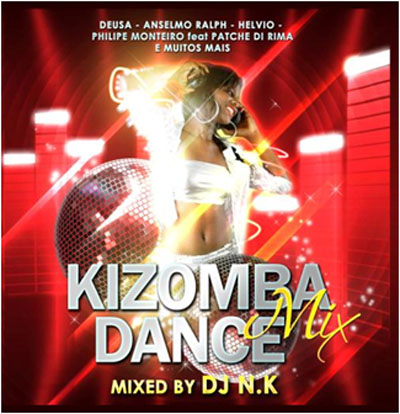 DEUSA - ANSELMO RALPH - HELVIO -
PHILIPE MONTEIRO feat PATCHE DI RIMA
E MUITOS MAIS
KIZOMBA
DANCE Mix
MIXED BY DJ N.K